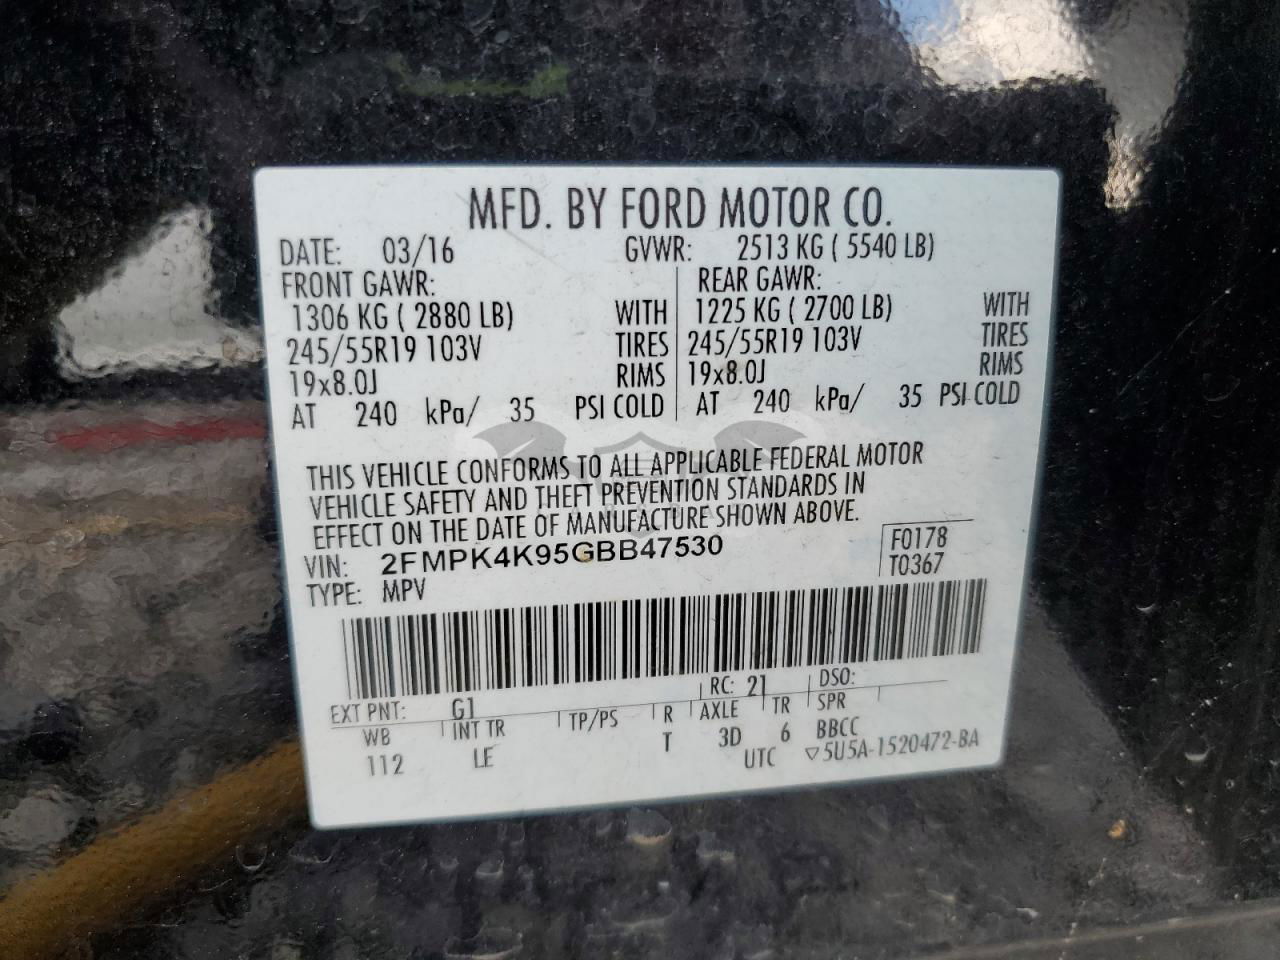 MFD. BY FORD MOTOR CO.
DATE: 03/16 GVWR: 2513 KG ( 5540 LB)
FRONT GAWR: REAR GAWR:
1306 KG ( 2880 LB) WITH 1225 KG ( 2700 LB) WITH
245/55R19 103V TIRES 245/55R19 103V TIRES
19x8.0J RIMS 19x8.0J RIMS
AT 240 kPa/ 35 PSI COLD AT 240 kPa/ 35 PSI COLD
THIS VEHICLE CONFORMS TO ALL APPLICABLE FEDERAL MOTOR
VEHICLE SAFETY AND THEFT PREVENTION STANDARDS IN
EFFECT ON THE DATE OF MANUFACTURE SHOWN ABOVE.
VIN: 2FMPK4K95GBB47530 F0178
TYPE: MPV T0367
EXT PNT: G1 RC: 21 DSO:
WB INT TR TP/PS R AXLE TR SPR
112 LE T 3D 6 BBCC
UTC ▽5U5A-1520472-BA